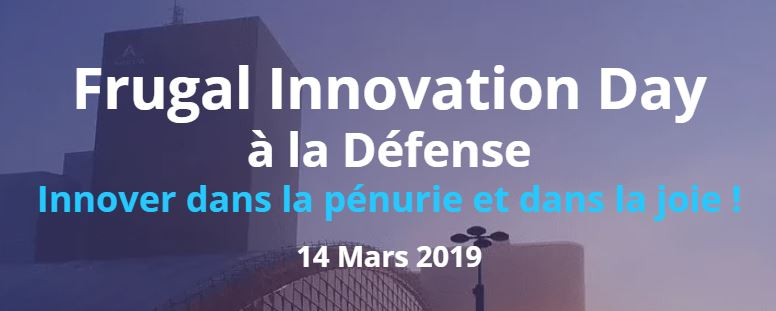 Frugal Innovation Day
à la Défense
Innover dans la pénurie et dans la joie !
14 Mars 2019